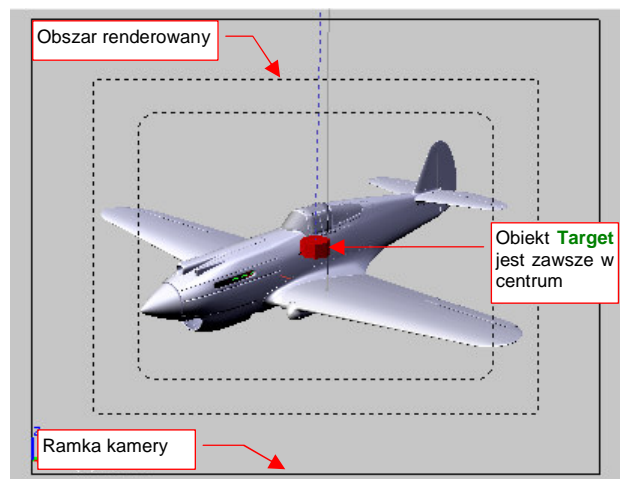 Obszar renderowany
Obiekt Target
jest zawsze w
centrum
Z
Ramka kamery